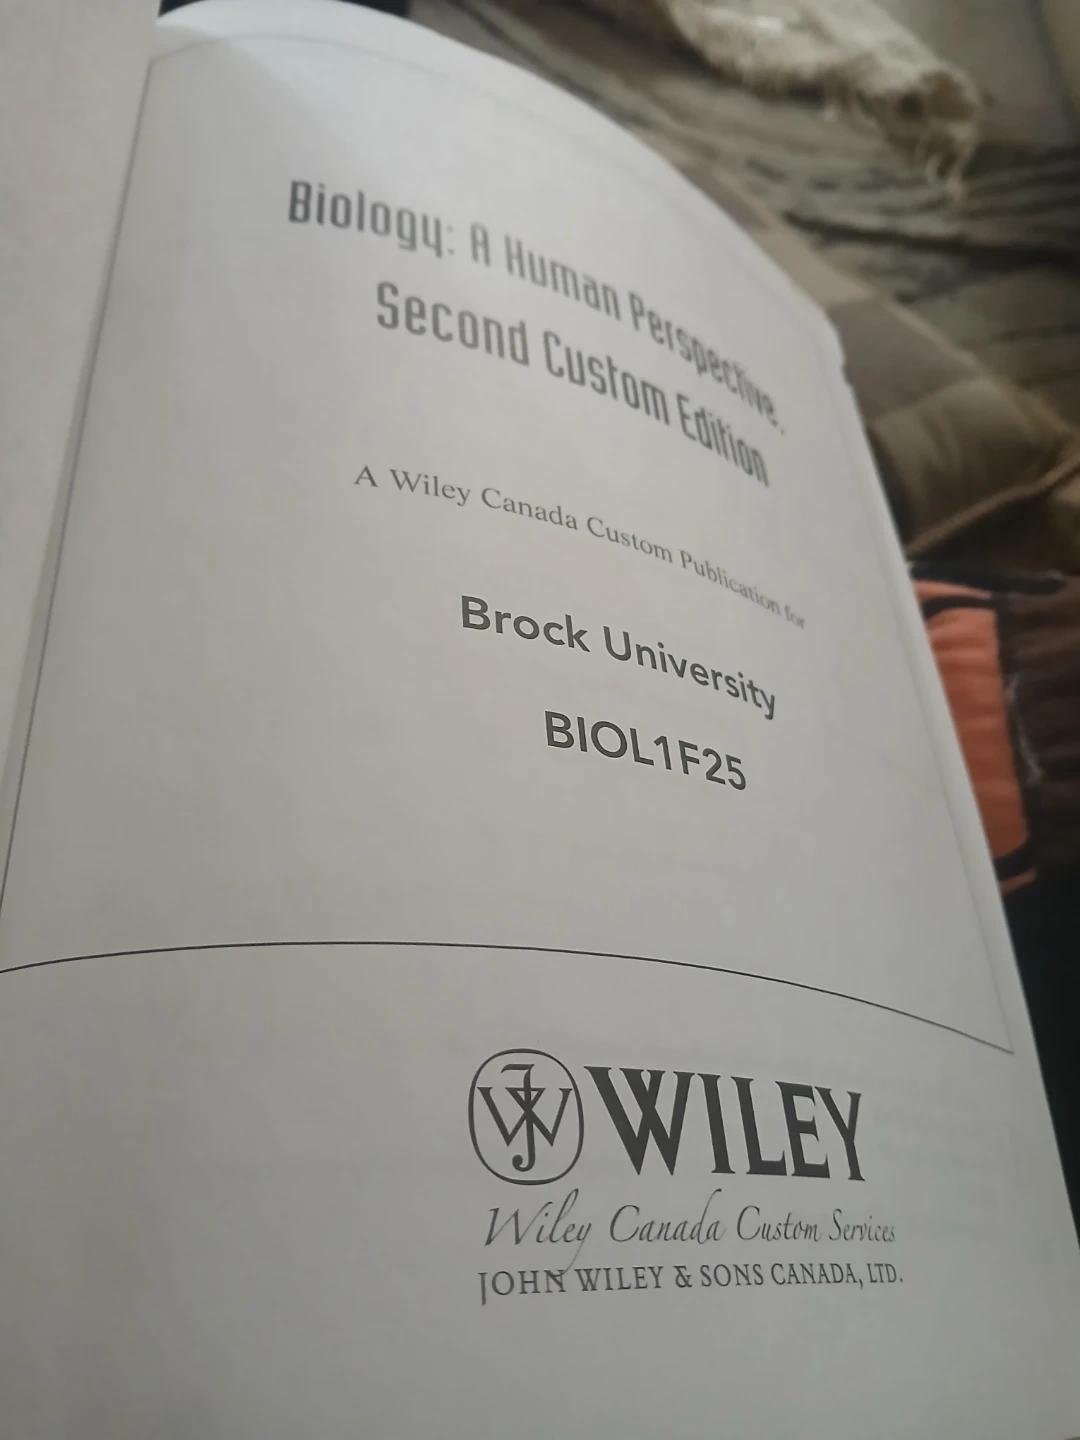 Biology: A Human Perspective,
Second Custom Edition
A Wiley Canada Custom Publication for
Brock University
BIOL1F25
WILEY
Wiley Canada Custom Services
JOHN WILEY & SONS CANADA, LTD.